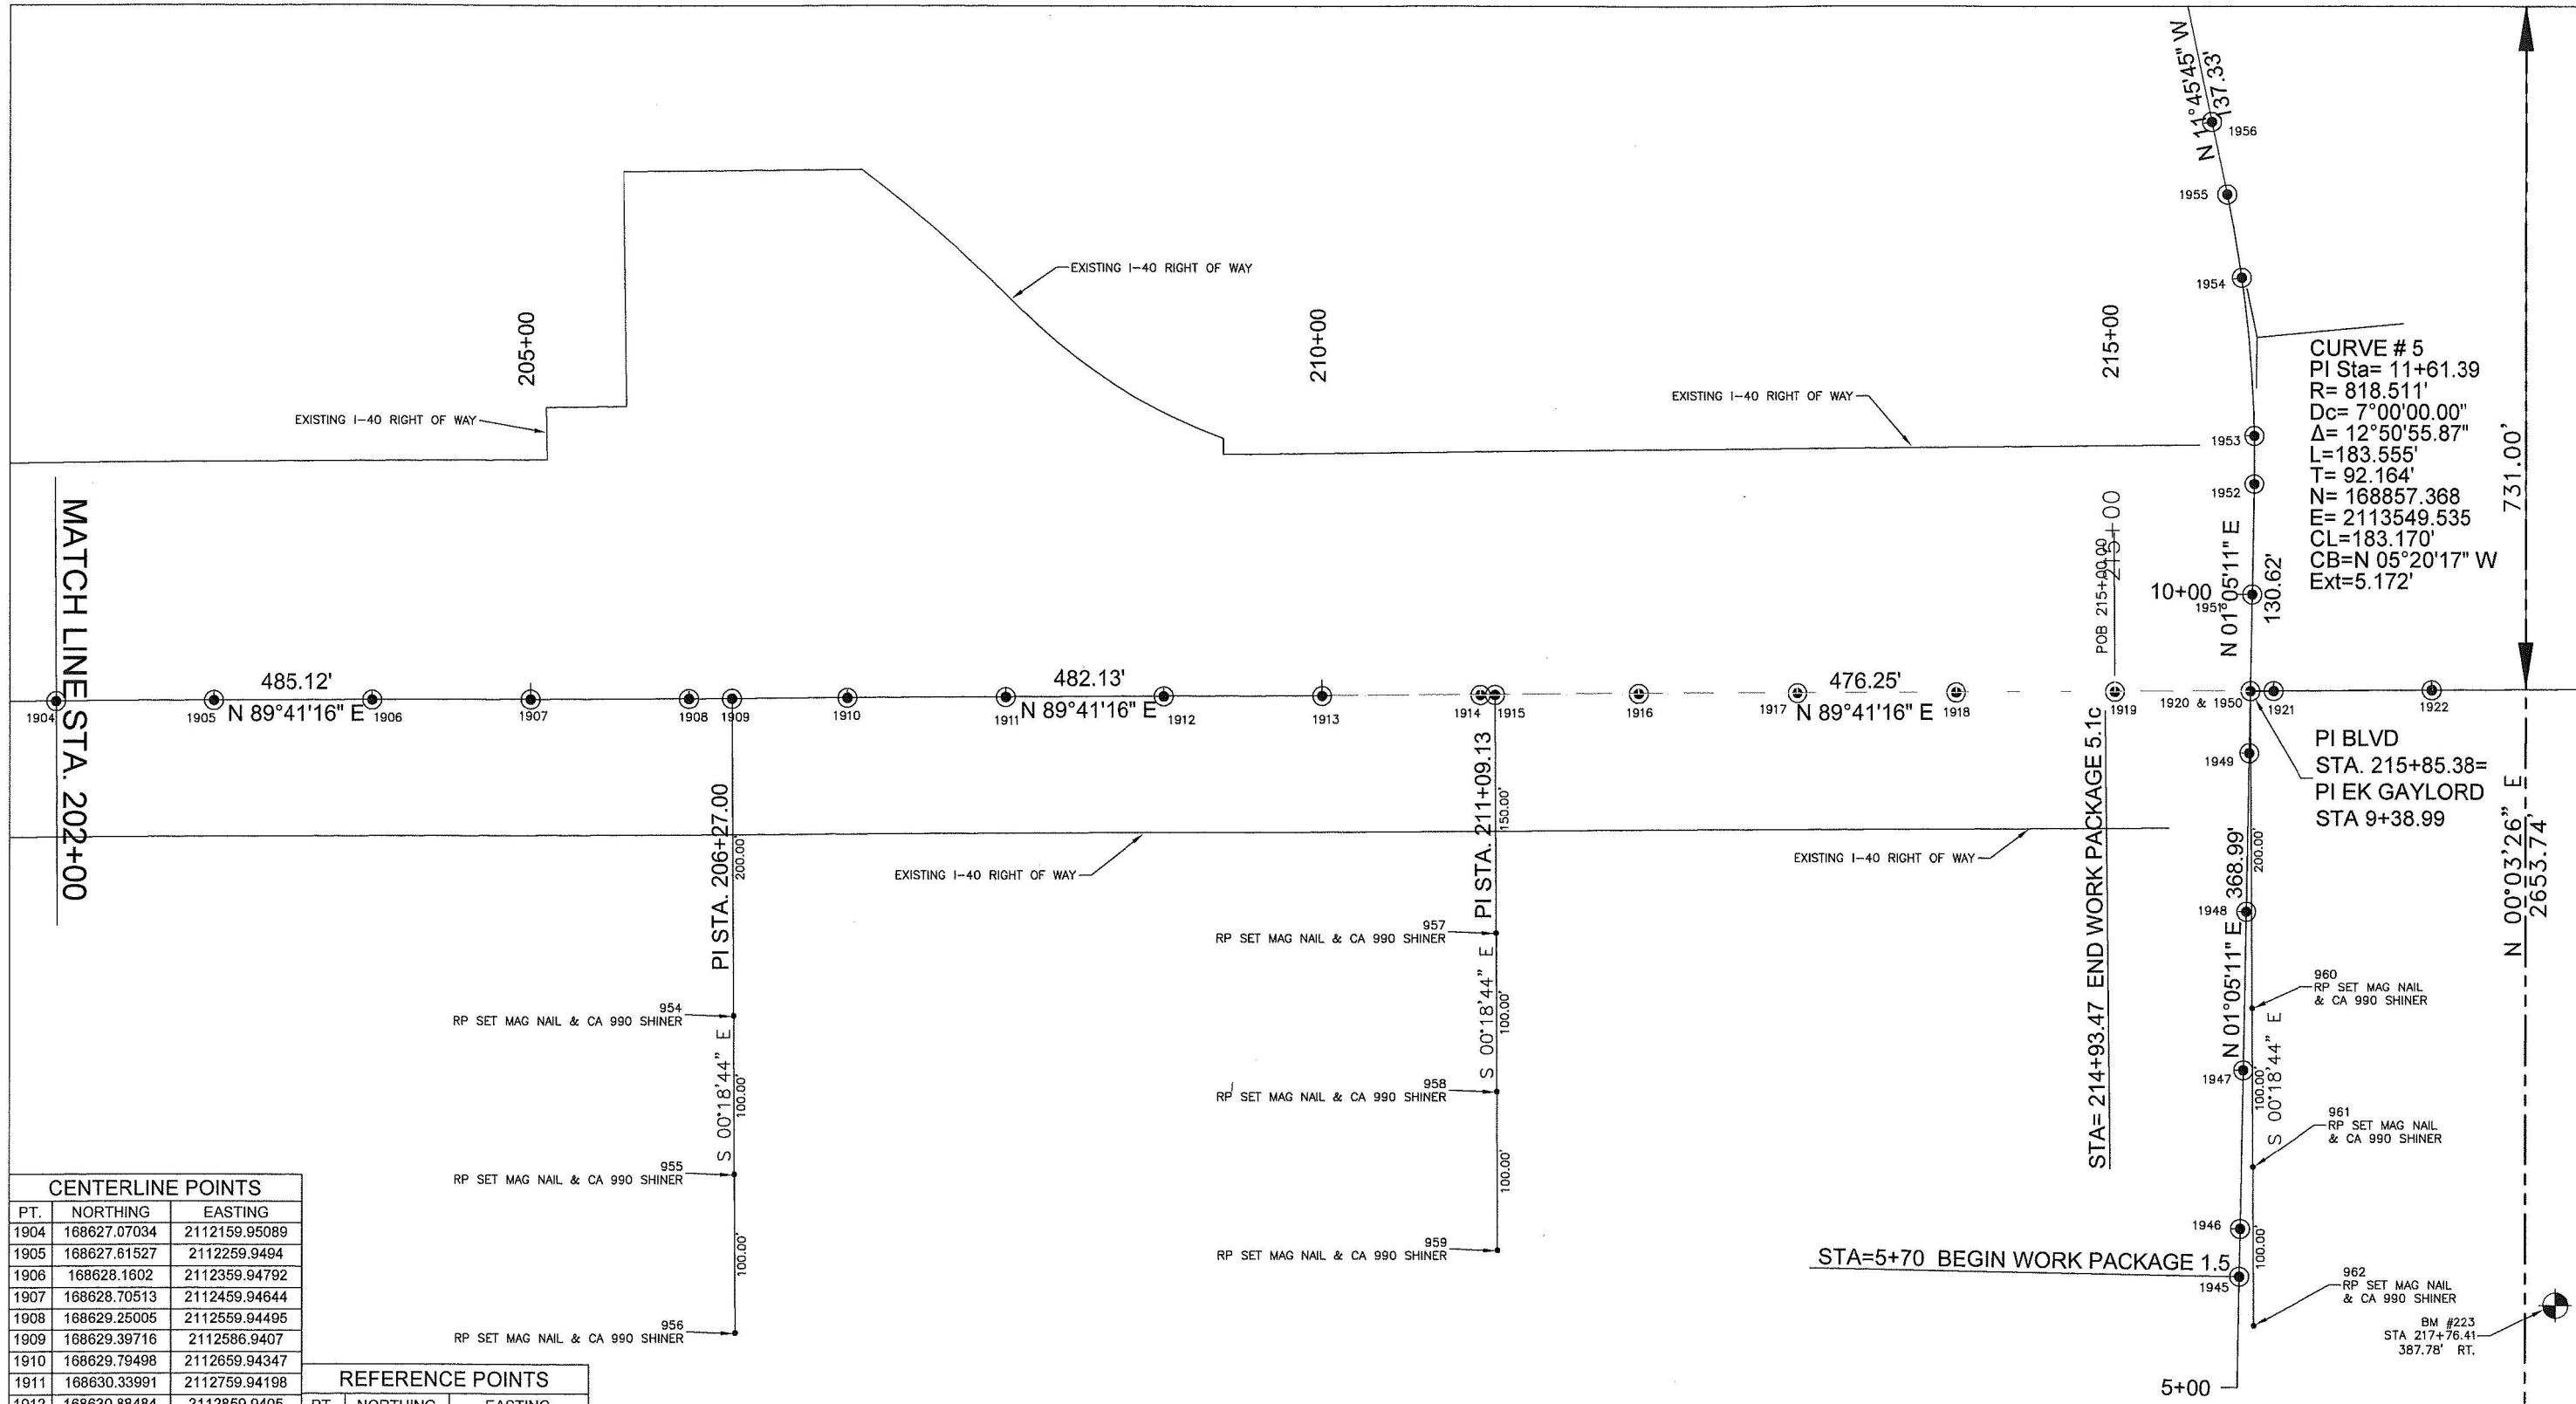 N 11°45'45" W
137.33'
1956
1955
1954
1953
1952
EXISTING I-40 RIGHT OF WAY
EXISTING I-40 RIGHT OF WAY
EXISTING I-40 RIGHT OF WAY
205+00
210+00
215+00
CURVE # 5
PI Sta= 11+61.39
R= 818.511'
Dc= 7°00'00.00"
Δ= 12°50'55.87"
L=183.555'
T= 92.164'
N= 168857.368
E= 2113549.535
CL=183.170'
CB=N 05°20'17" W
Ext=5.172'
731.00'
MATCH LINE STA. 202+00
POB 215+00.00
215+00
10+00
1951
N 01°05'11" E
130.62'
485.12'
N 89°41'16" E
482.13'
N 89°41'16" E
476.25'
N 89°41'16" E
1904
1905
1906
1907
1908
1909
1910
1911
1912
1913
1914
1915
1916
1917
1918
1919
1920 & 1950
1921
1922
PI BLVD
STA. 215+85.38=
PI EK GAYLORD
STA 9+38.99
N 00°03'26" E
2653.74'
1949
1948
1947
1946
1945
N 01°05'11" E 368.99'
200.00'
100.00'
100.00'
S 00°18'44" E
PI STA. 206+27.00
200.00'
S 00°18'44" E
100.00'
100.00'
PI STA. 211+09.13
150.00'
S 00°18'44" E
100.00'
100.00'
STA= 214+93.47 END WORK PACKAGE 5.1c
EXISTING I-40 RIGHT OF WAY
EXISTING I-40 RIGHT OF WAY
954
RP SET MAG NAIL & CA 990 SHINER
955
RP SET MAG NAIL & CA 990 SHINER
956
RP SET MAG NAIL & CA 990 SHINER
957
RP SET MAG NAIL & CA 990 SHINER
958
RP SET MAG NAIL & CA 990 SHINER
959
RP SET MAG NAIL & CA 990 SHINER
960
RP SET MAG NAIL
& CA 990 SHINER
961
RP SET MAG NAIL
& CA 990 SHINER
962
RP SET MAG NAIL
& CA 990 SHINER
STA=5+70 BEGIN WORK PACKAGE 1.5
BM #223
STA 217+76.41
387.78' RT.
5+00
CENTERLINE POINTS
PT. NORTHING EASTING
1904 168627.07034 2112159.95089
1905 168627.61527 2112259.9494
1906 168628.1602 2112359.94792
1907 168628.70513 2112459.94644
1908 168629.25005 2112559.94495
1909 168629.39716 2112586.9407
1910 168629.79498 2112659.94347
1911 168630.33991 2112759.94198
1912 168630.88484 2112859.9405
REFERENCE POINTS
PT. NORTHING EASTING